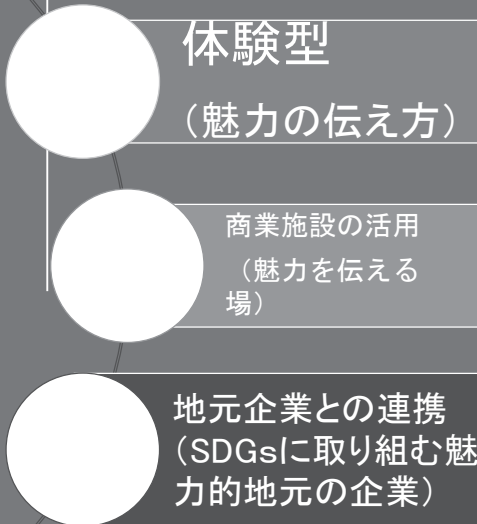 体験型
（魅力の伝え方）
商業施設の活用
（魅力を伝える
場）
地元企業との連携
（SDGsに取り組む魅
力的地元の企業）